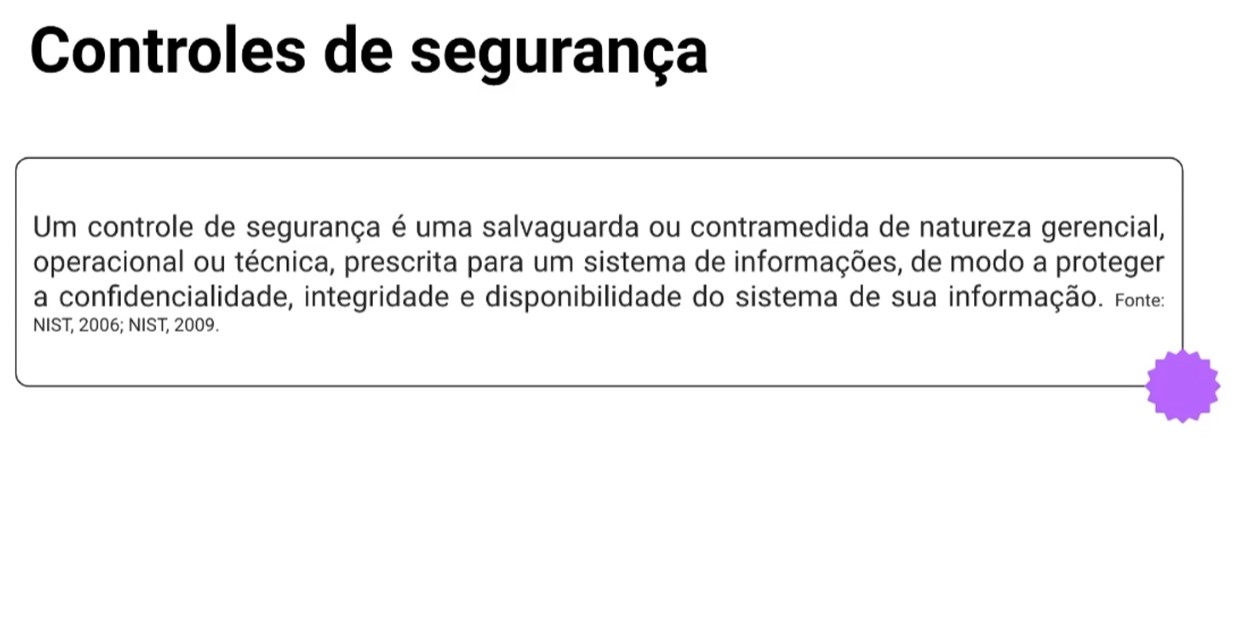 Controles de segurança
Um controle de segurança é uma salvaguarda ou contramedida de natureza gerencial,
operacional ou técnica, prescrita para um sistema de informações, de modo a proteger
a confidencialidade, integridade e disponibilidade do sistema de sua informação. Fonte:
NIST, 2006; NIST, 2009.